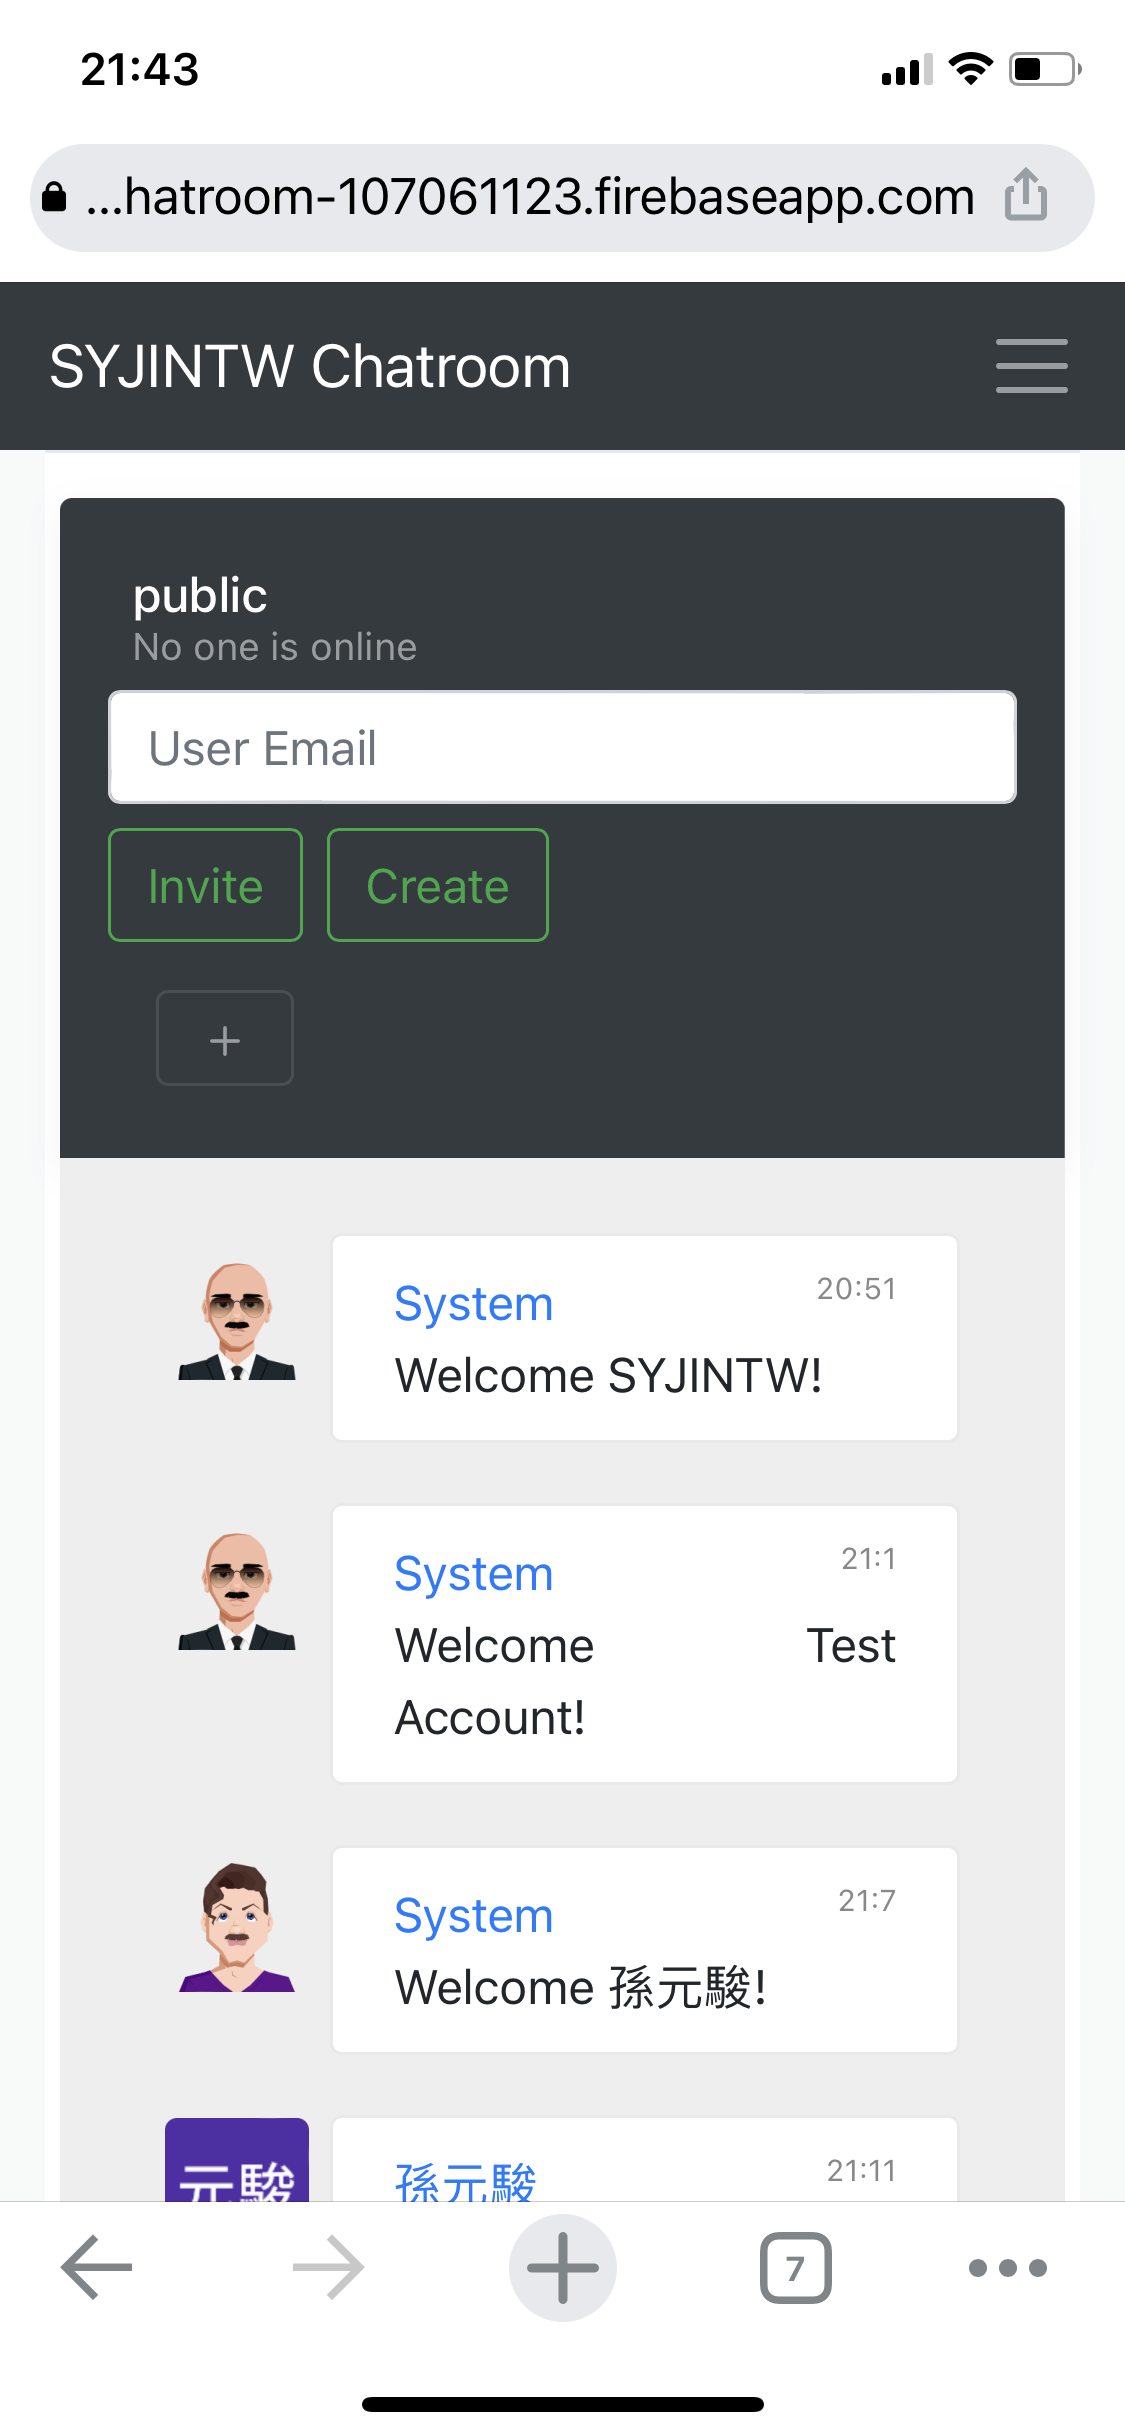 21:43
...hatroom-107061123.firebaseapp.com
SYJINTW Chatroom
public
No one is online
User Email
Invite Create
+
System 20:51
Welcome SYJINTW!
System 21:1
Welcome Test
Account!
System 21:7
Welcome 孫元駿!
元駿
孫元駿 21:11
7